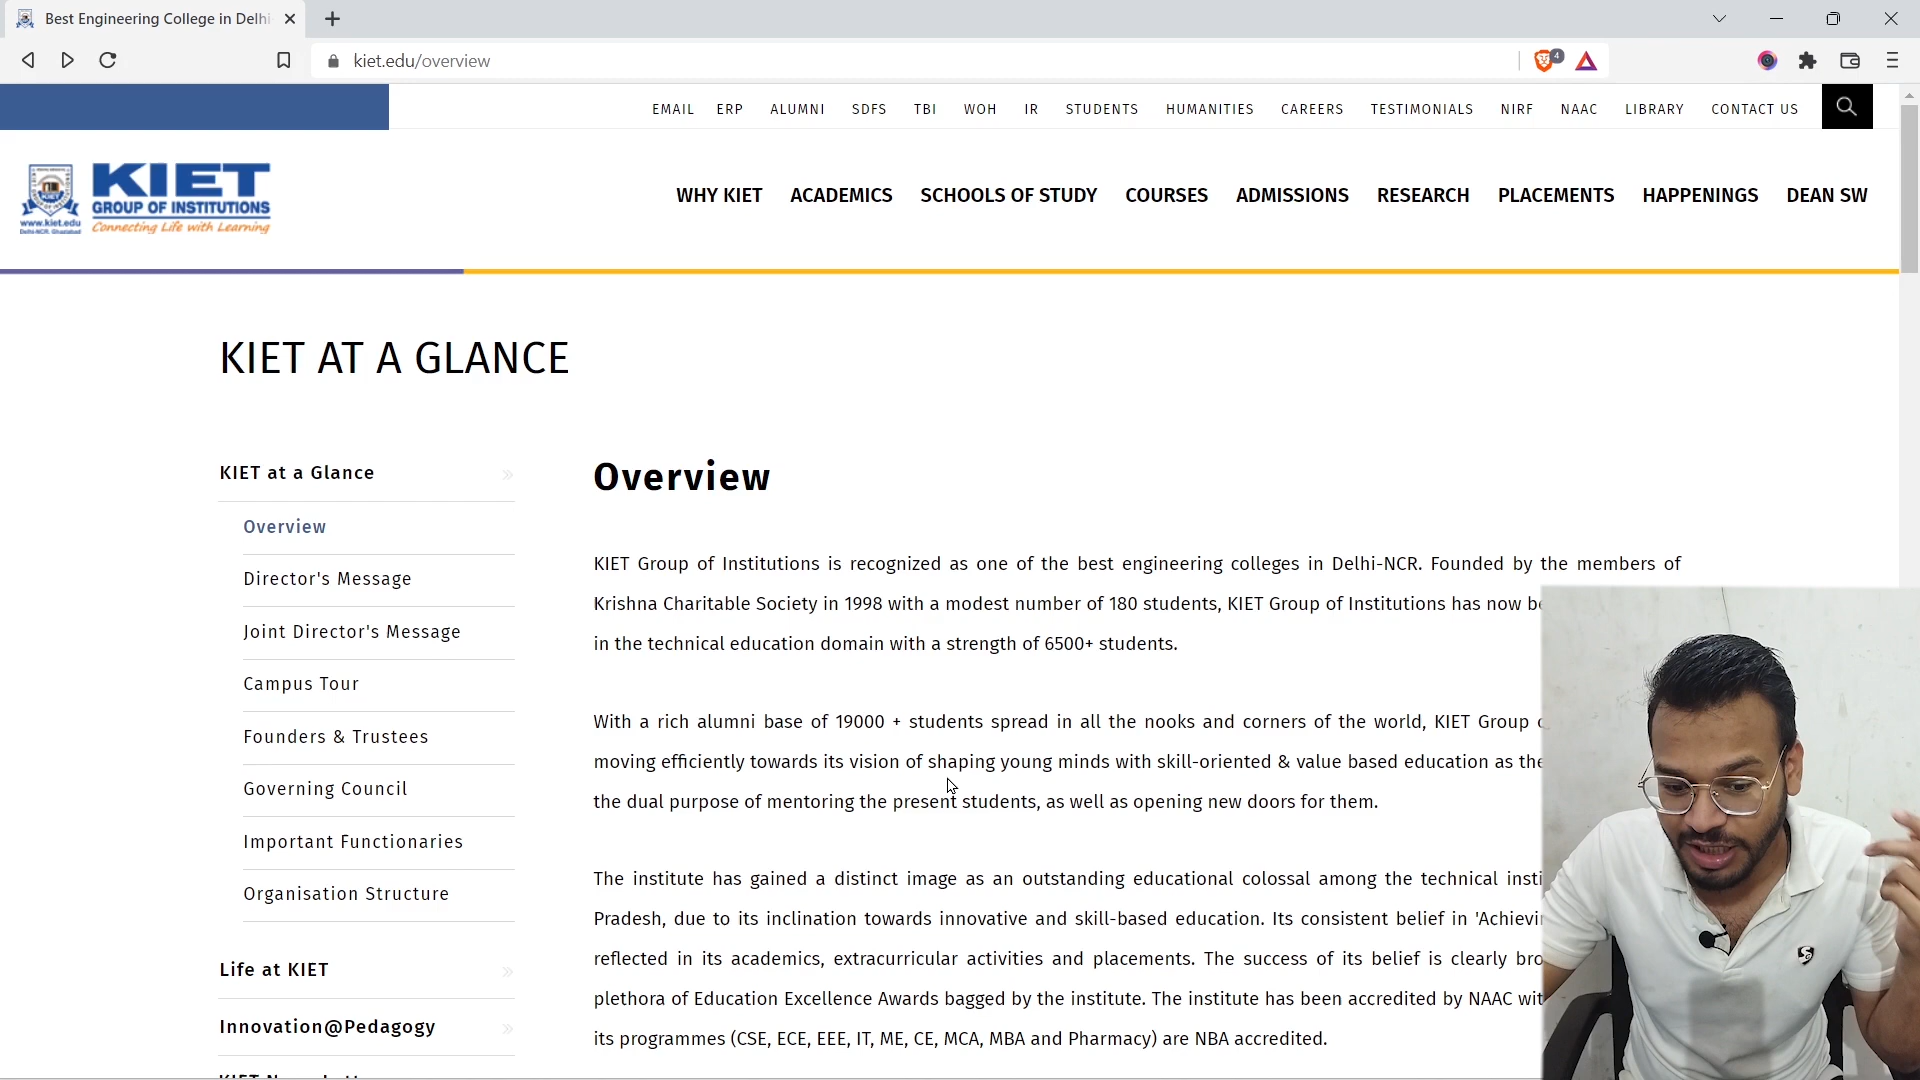 Best Engineering College in Delhi
kiet.edu/overview
4
EMAIL ERP ALUMNI SDFS TBI WOH IR STUDENTS HUMANITIES CAREERS TESTIMONIALS NIRF NAAC LIBRARY CONTACT US
KIET
GROUP OF INSTITUTIONS
Connecting Life with Learning
www.kiet.edu
Delhi-NCR, Ghaziabad
WHY KIET ACADEMICS SCHOOLS OF STUDY COURSES ADMISSIONS RESEARCH PLACEMENTS HAPPENINGS DEAN SW
KIET AT A GLANCE
KIET at a Glance
Overview
Director's Message
Joint Director's Message
Campus Tour
Founders & Trustees
Governing Council
Important Functionaries
Organisation Structure
Life at KIET
Innovation@Pedagogy
Overview
KIET Group of Institutions is recognized as one of the best engineering colleges in Delhi-NCR. Founded by the members of
Krishna Charitable Society in 1998 with a modest number of 180 students, KIET Group of Institutions has now
in the technical education domain with a strength of 6500+ students.
With a rich alumni base of 19000 + students spread in all the nooks and corners of the world, KIET Group
moving efficiently towards its vision of shaping young minds with skill-oriented & value based education as
the dual purpose of mentoring the present students, as well as opening new doors for them.
The institute has gained a distinct image as an outstanding educational colossal among the technical
Pradesh, due to its inclination towards innovative and skill-based education. Its consistent belief in
reflected in its academics, extracurricular activities and placements. The success of its belief is clearly
plethora of Education Excellence Awards bagged by the institute. The institute has been accredited by NAAC
its programmes (CSE, ECE, EEE, IT, ME, CE, MCA, MBA and Pharmacy) are NBA accredited.